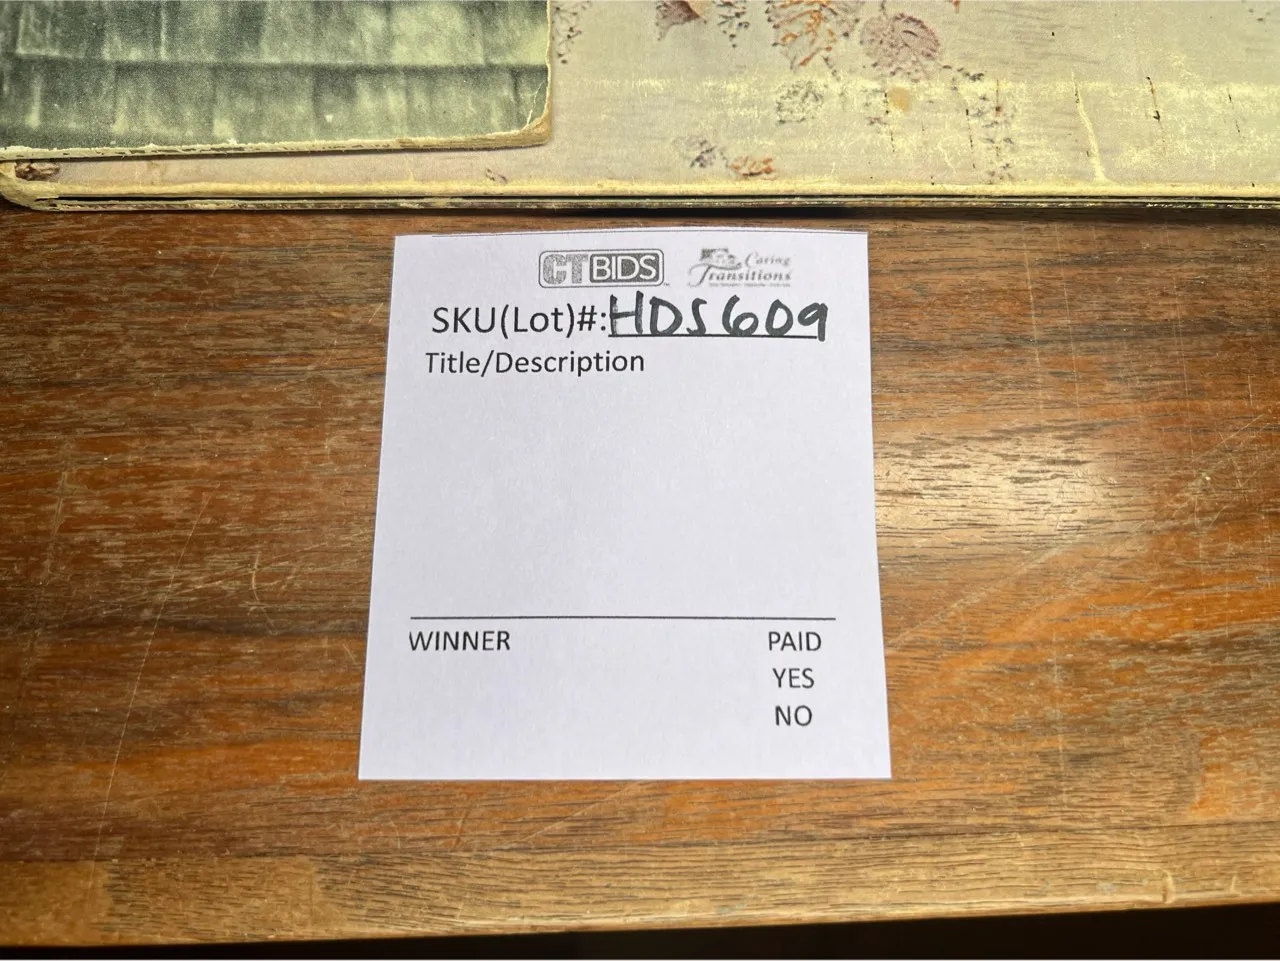 CTBIDS Caring Transitions
SKU(Lot)#: HDS609
Title/Description
WINNER PAID
YES
NO